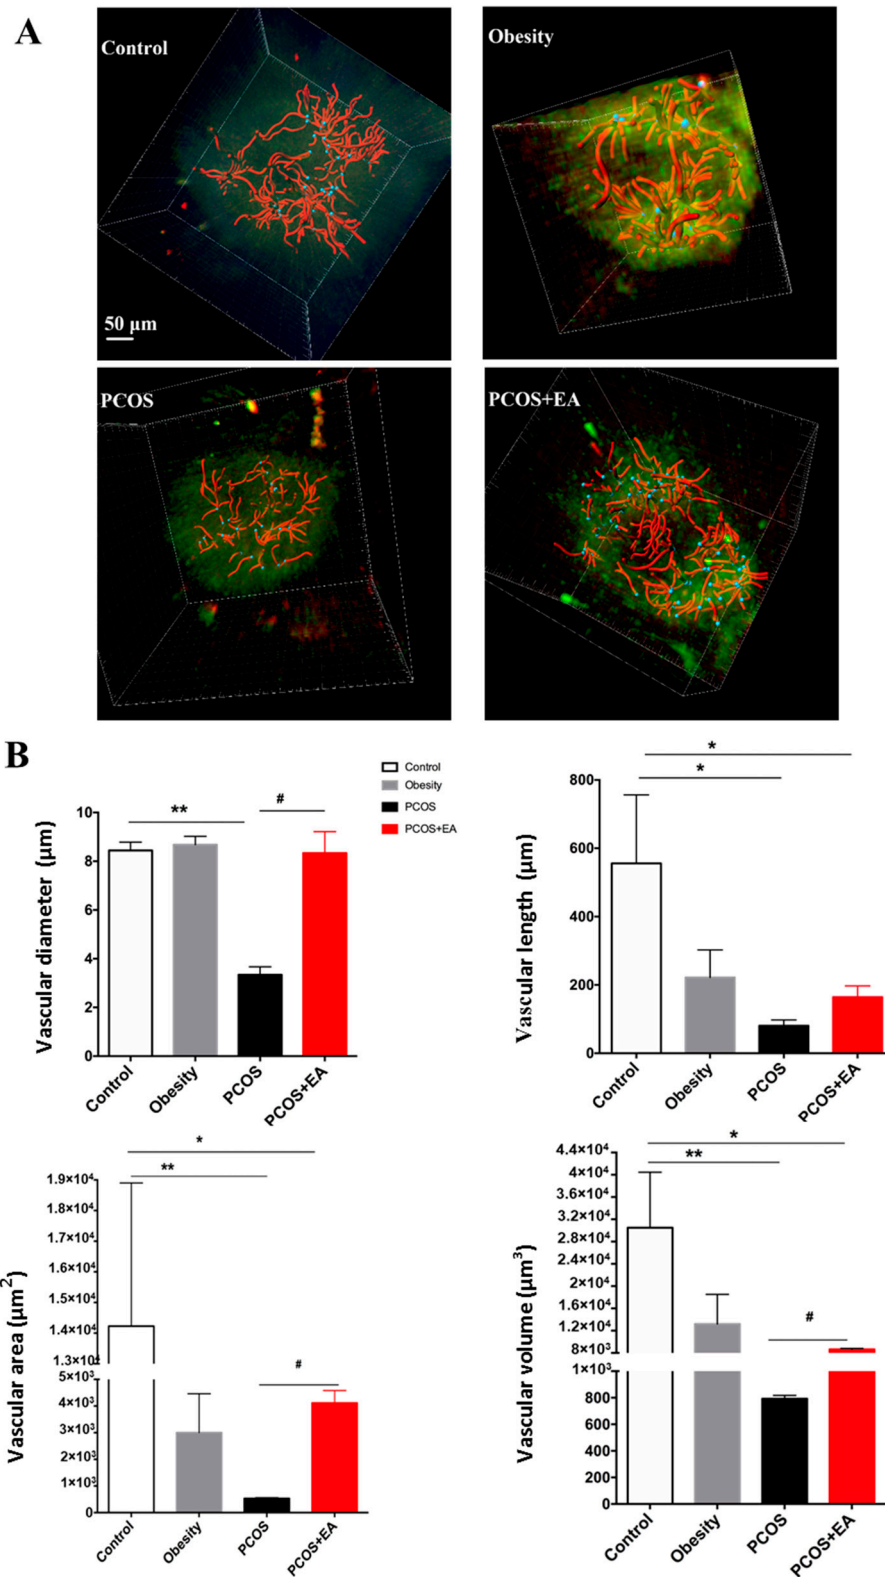 A
Control
Obesity
50 μm
PCOS
PCOS+EA
B
Control
Obesity
PCOS
PCOS+EA
**
#
Vascular diameter (μm)
10
8
6
4
2
0
Control
Obesity
PCOS
PCOS+EA
*
*
Vascular length (μm)
800
600
400
200
0
Control
Obesity
PCOS
PCOS+EA
*
**
#
Vascular area (μm²)
1.9×10⁴
1.8×10⁴
1.7×10⁴
1.6×10⁴
1.5×10⁴
1.4×10⁴
1.3×10⁴
5×10³
4×10³
3×10³
2×10³
1×10³
0
Control
Obesity
PCOS
PCOS+EA
*
**
#
Vascular volume (μm³)
4.4×10⁴
4×10⁴
3.6×10⁴
3.2×10⁴
2.8×10⁴
2.4×10⁴
2×10⁴
1.6×10⁴
1.2×10⁴
8×10³
1×10³
800
600
400
200
0
Control
Obesity
PCOS
PCOS+EA